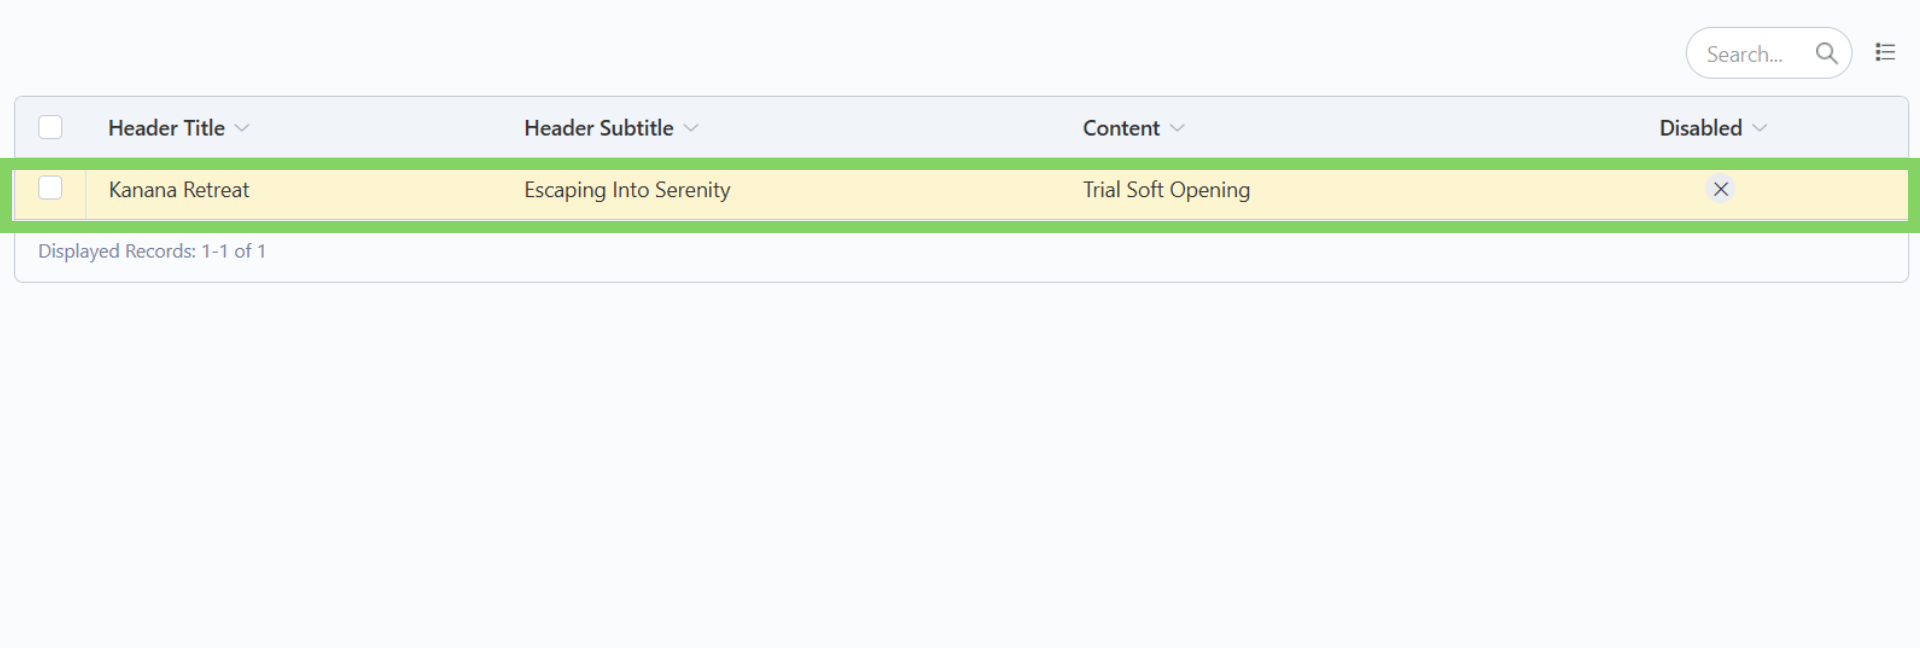 Search...
Header Title Header Subtitle Content Disabled
Kanana Retreat Escaping Into Serenity Trial Soft Opening
Displayed Records: 1-1 of 1